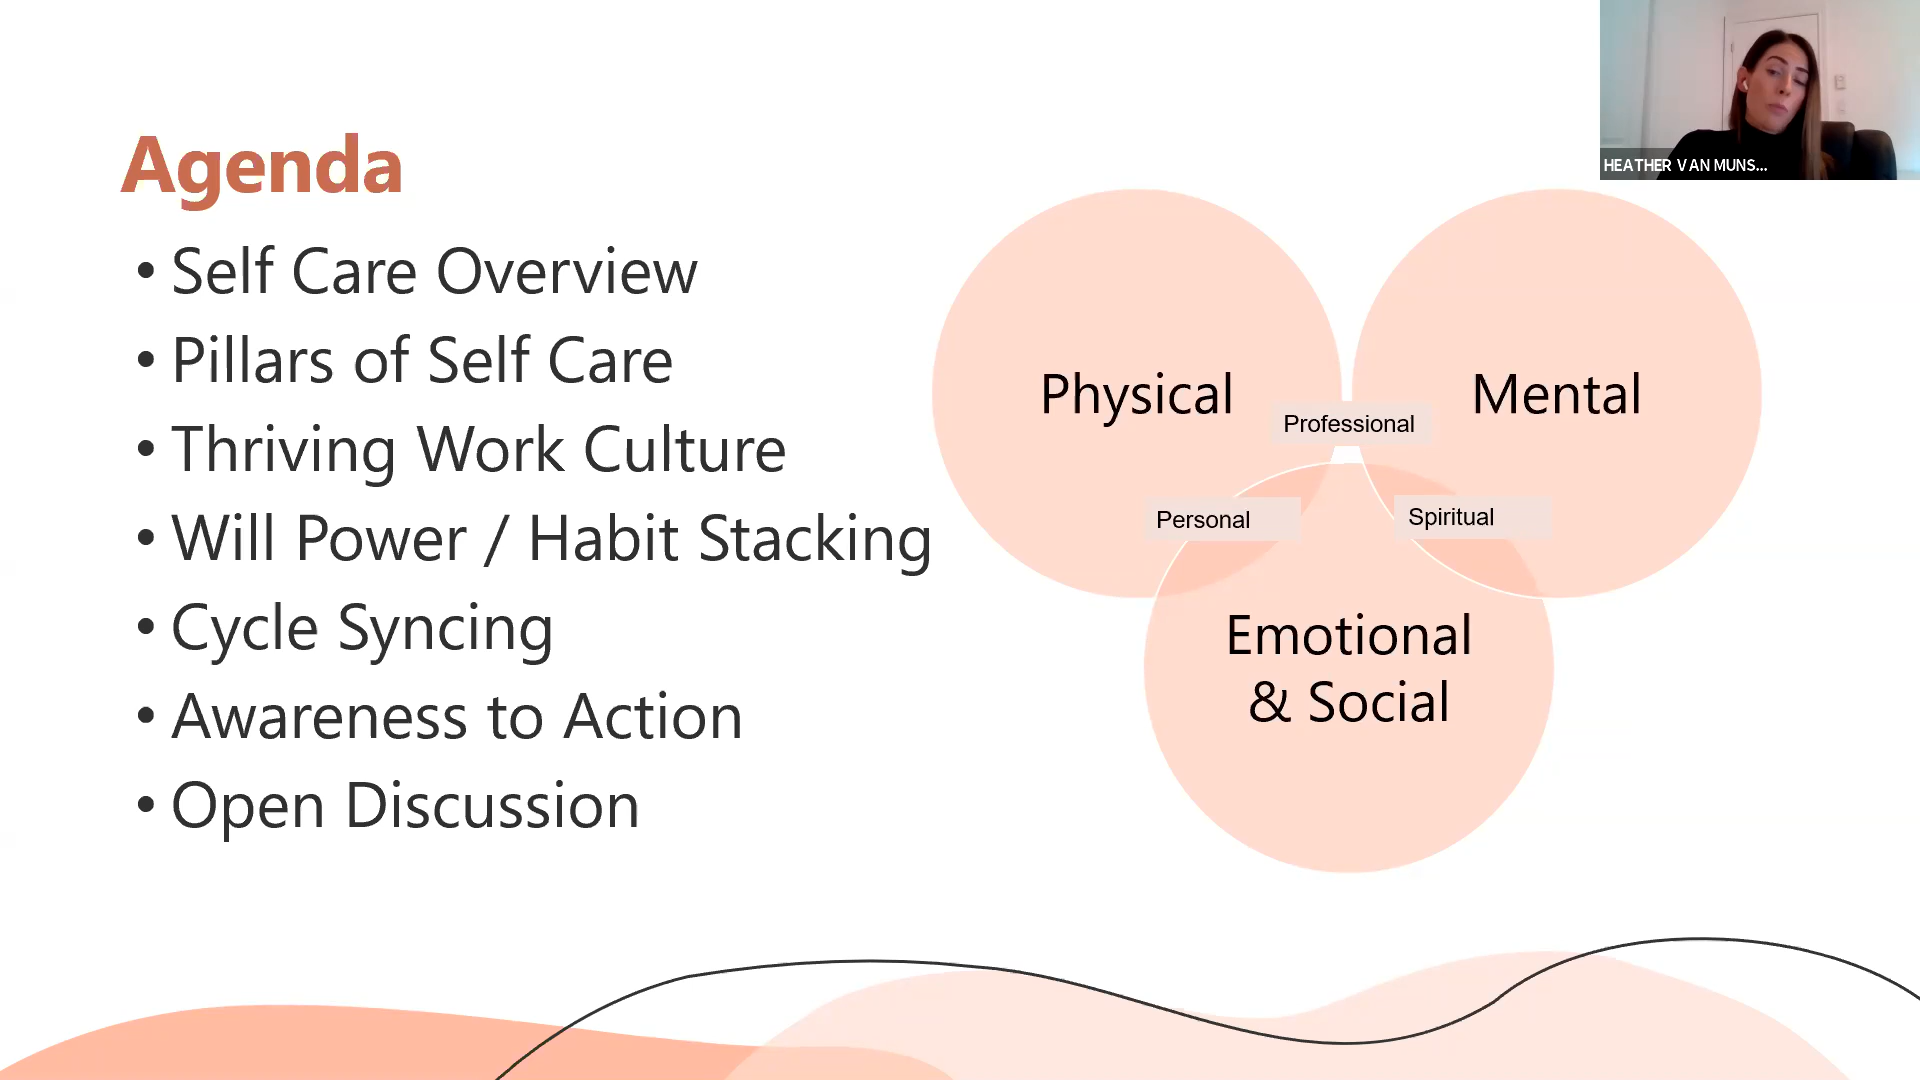 HEATHER VAN MUNS...
Agenda
• Self Care Overview
• Pillars of Self Care
• Thriving Work Culture
• Will Power / Habit Stacking
• Cycle Syncing
• Awareness to Action
• Open Discussion
Physical
Mental
Professional
Personal
Spiritual
Emotional
& Social